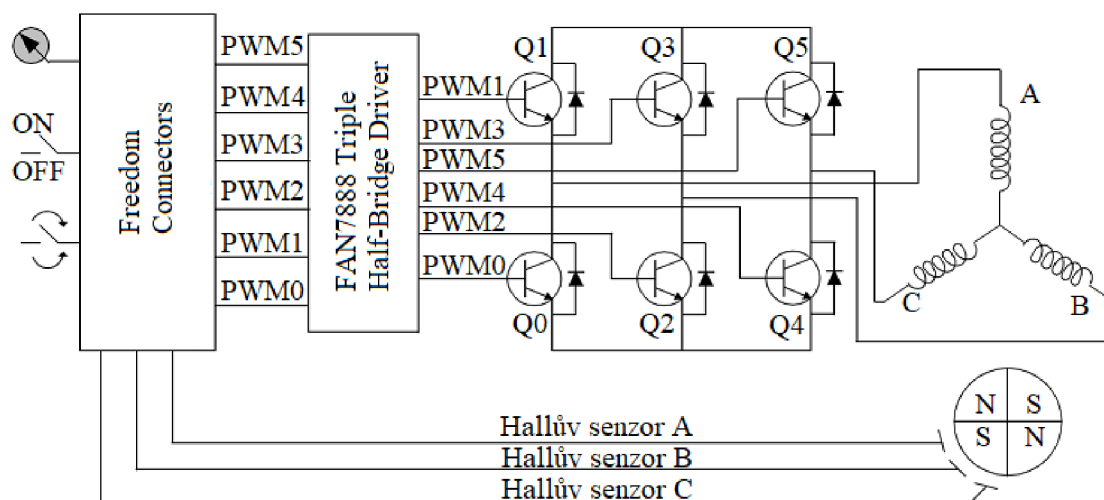 ON
OFF
Freedom
Connectors
PWM5
PWM4
PWM3
PWM2
PWM1
PWM0
FAN7888 Triple
Half-Bridge Driver
PWM1
PWM3
PWM5
PWM4
PWM2
PWM0
Q1
Q3
Q5
Q0
Q2
Q4
A
C
B
N S
S N
Hallův senzor A
Hallův senzor B
Hallův senzor C